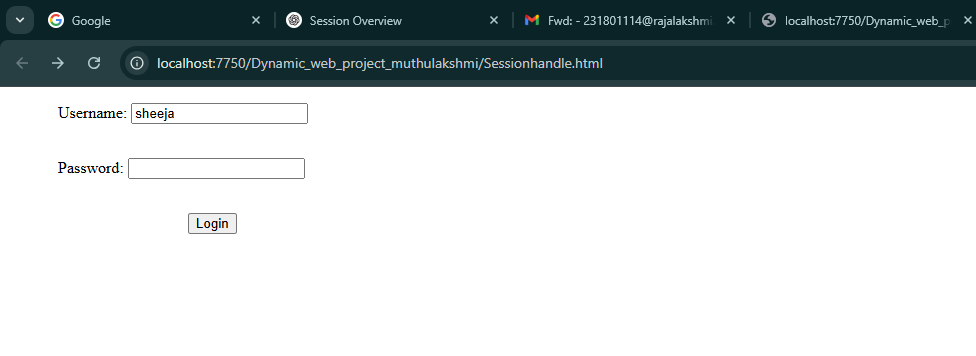 Google
Session Overview
Fwd: - 231801114@rajalakshmi
localhost:7750/Dynamic_web_p
localhost:7750/Dynamic_web_project_muthulakshmi/Sessionhandle.html
Username: sheeja
Password:
Login